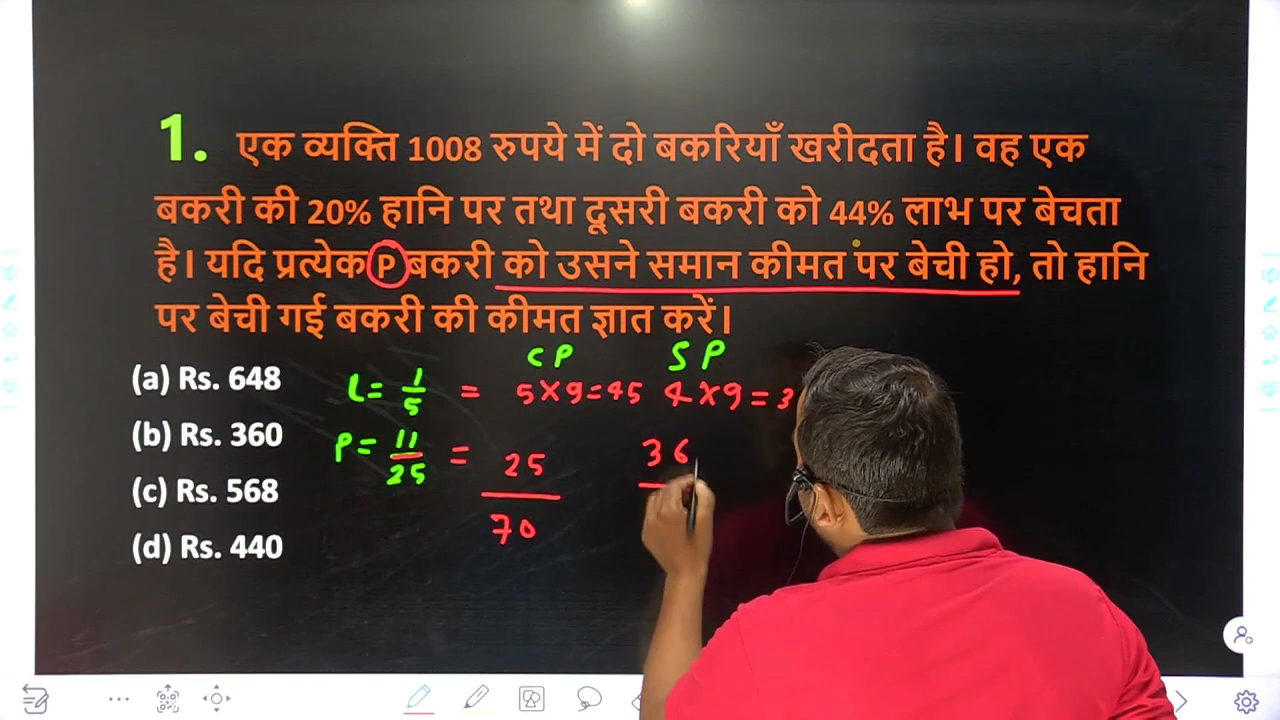 1. एक व्यक्ति 1008 रुपये में दो बकरियाँ खरीदता है। वह एक
बकरी की 20% हानि पर तथा दूसरी बकरी को 44% लाभ पर बेचता
है। यदि प्रत्येक P बकरी को उसने समान कीमत पर बेची हो, तो हानि
पर बेची गई बकरी की कीमत ज्ञात करें।
CP SP
(a) Rs. 648
L = 1/5 = 5×9=45 4×9=3
(b) Rs. 360
P = 11/25 = 25 36
(c) Rs. 568
70
(d) Rs. 440